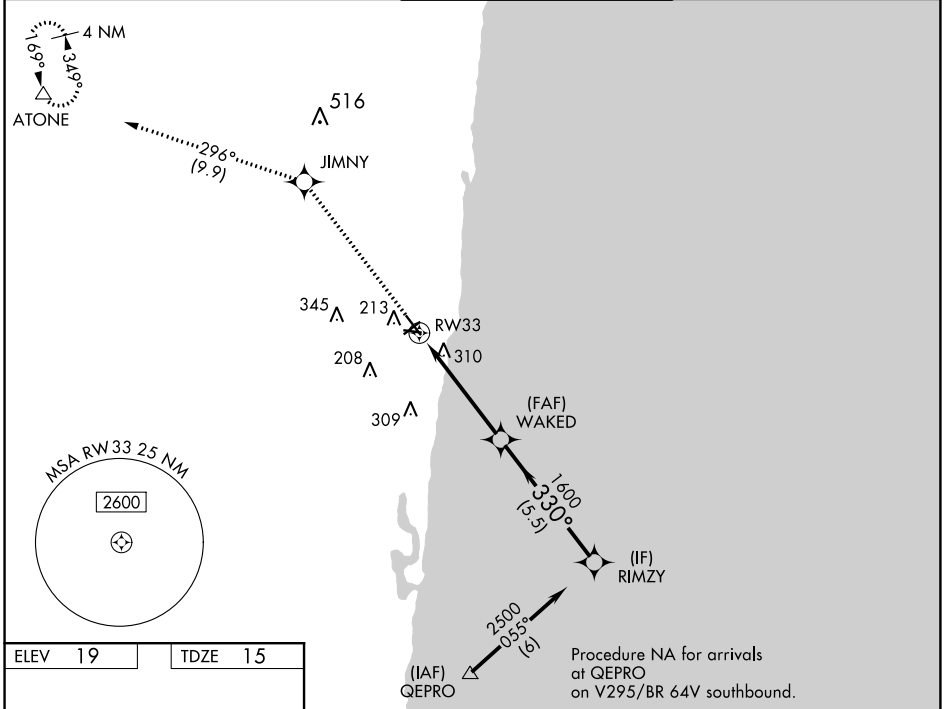 4 NM
169°
349°
ATONE
516
296°
(9.9)
JIMNY
345
213
RW33
310
208
309
(FAF)
WAKED
MSA RW33 25 NM
2600
1600
330°
(5.5)
(IF)
RIMZY
2500
055°
(6)
(IAF)
QEPRO
Procedure NA for arrivals
at QEPRO
on V295/BR 64V southbound.
ELEV 19
TDZE 15